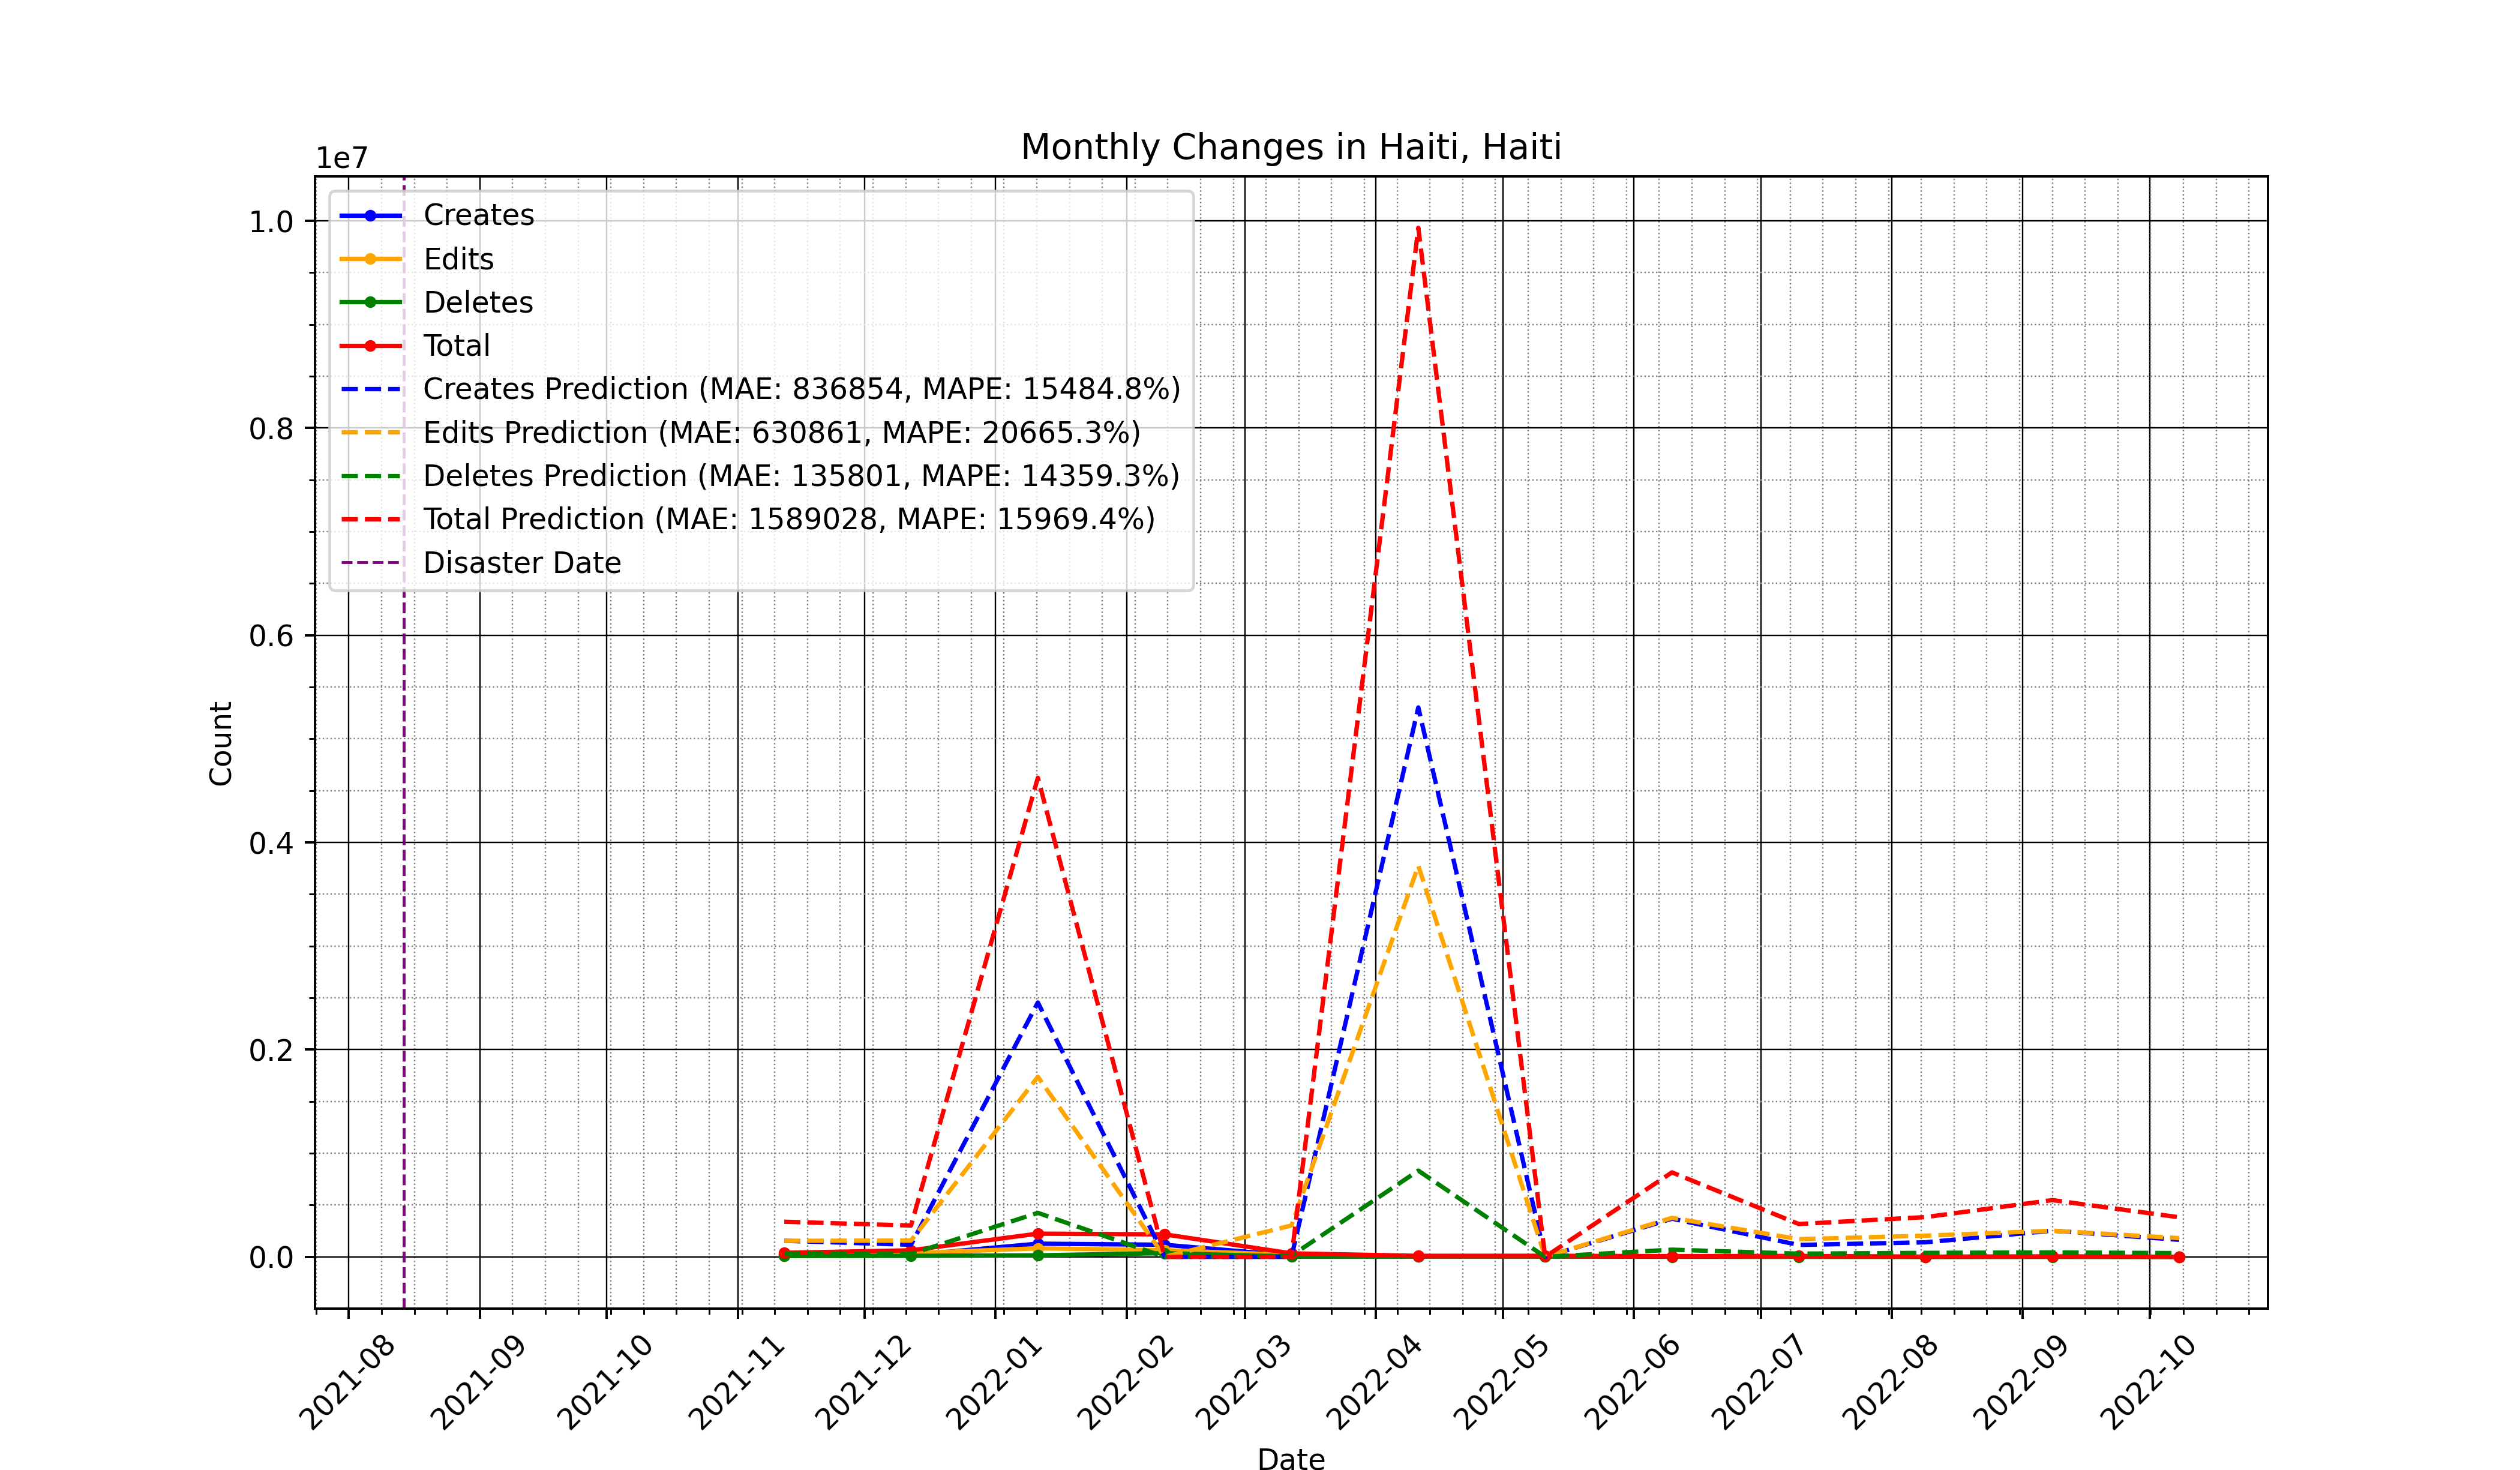 Monthly Changes in Haiti, Haiti
1e7
1.0
0.8
0.6
0.4
0.2
0.0
Count
Creates
Edits
Deletes
Total
Creates Prediction (MAE: 836854, MAPE: 15484.8%)
Edits Prediction (MAE: 630861, MAPE: 20665.3%)
Deletes Prediction (MAE: 135801, MAPE: 14359.3%)
Total Prediction (MAE: 1589028, MAPE: 15969.4%)
Disaster Date
2021-08
2021-09
2021-10
2021-11
2021-12
2022-01
2022-02
2022-03
2022-04
2022-05
2022-06
2022-07
2022-08
2022-09
2022-10
Date